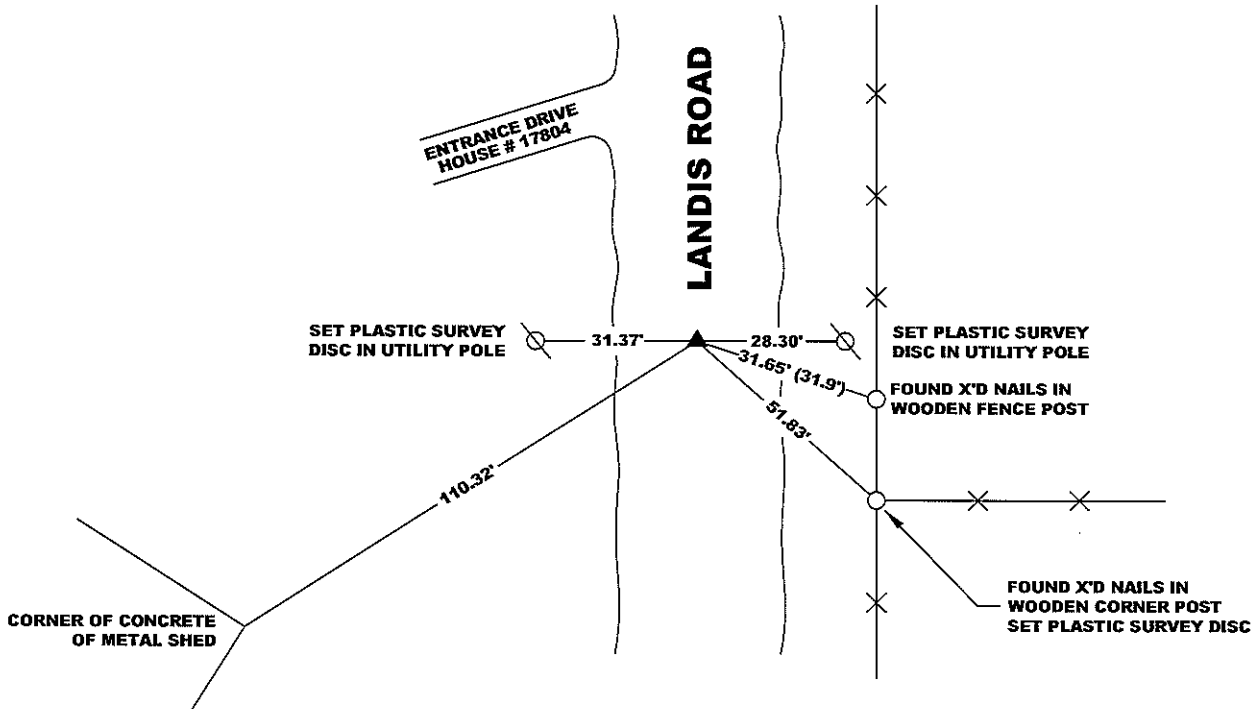 ENTRANCE DRIVE
HOUSE # 17804
LANDIS ROAD
SET PLASTIC SURVEY
DISC IN UTILITY POLE
31.37'
28.30'
SET PLASTIC SURVEY
DISC IN UTILITY POLE
31.65' (31.9')
FOUND X'D NAILS IN
WOODEN FENCE POST
51.83'
110.32'
CORNER OF CONCRETE
OF METAL SHED
FOUND X'D NAILS IN
WOODEN CORNER POST
SET PLASTIC SURVEY DISC